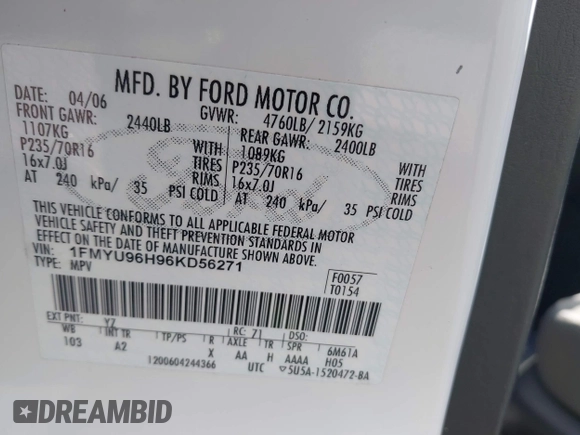 MFD. BY FORD MOTOR CO.
DATE: 04/06 GVWR: 4760LB/ 2159KG
FRONT GAWR: 2440LB REAR GAWR: 2400LB
1107KG WITH 1089KG WITH
P235/70R16 TIRES P235/70R16 TIRES
16x7.0J RIMS 16x7.0J RIMS
AT 240 kPa/ 35 PSI COLD AT 240 kPa/ 35 PSI COLD
THIS VEHICLE CONFORMS TO ALL APPLICABLE FEDERAL MOTOR
VEHICLE SAFETY AND THEFT PREVENTION STANDARDS IN
EFFECT ON THE DATE OF MANUFACTURE SHOWN ABOVE.
VIN: 1FMYU96H96KD56271 F0057
TYPE: MPV T0154
EXT PNT: YZ RC: 71 DSO:
WB INT TR TP/PS R AXLE TR SPR 6M61A
103 A2 X AA H AAAA H05
1200604244366 UTC 5U5A-1520472-BA
Ford
DREAMBID